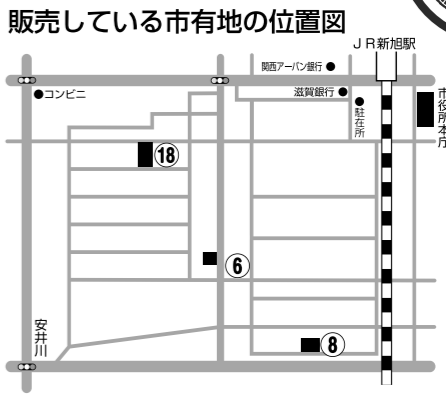 販売している市有地の位置図
ＪＲ新旭駅
関西アーバン銀行
滋賀銀行
コンビニ
駐在所
市役所本庁
⑱
⑥
⑧
安井川